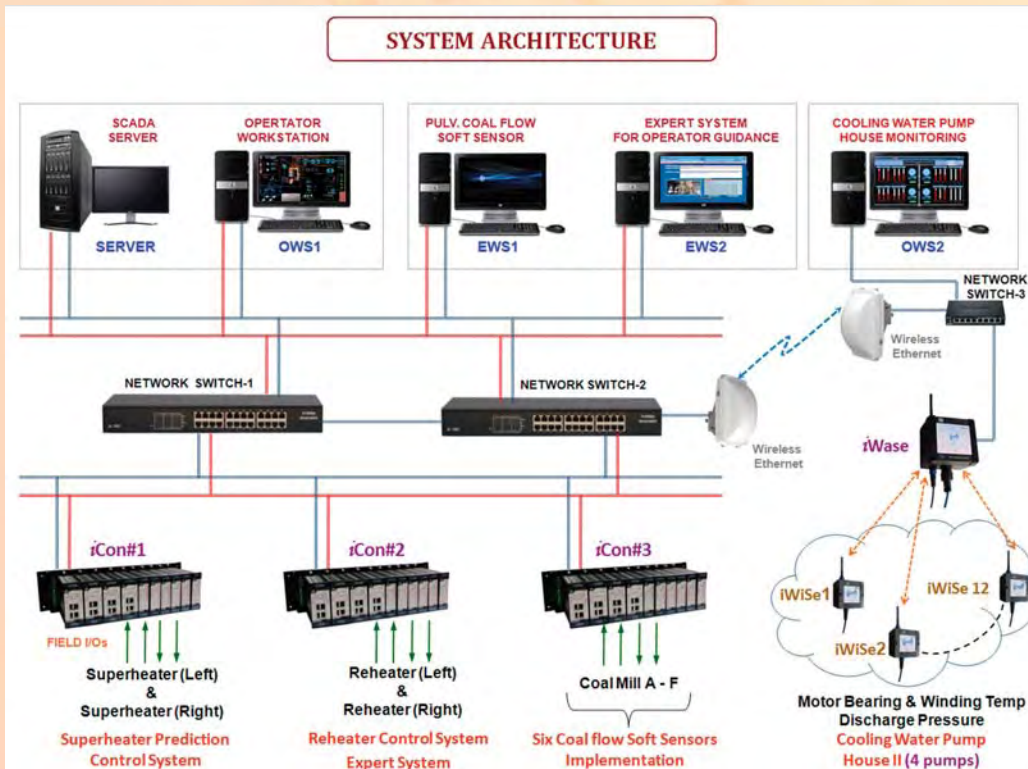 SYSTEM ARCHITECTURE
SCADA
SERVER
SERVER
OPERTATOR
WORKSTATION
OWS1
PULV. COAL FLOW
SOFT SENSOR
EWS1
EXPERT SYSTEM
FOR OPERATOR GUIDANCE
EWS2
COOLING WATER PUMP
HOUSE MONITORING
OWS2
NETWORK
SWITCH-3
Wireless
Ethernet
NETWORK SWITCH-1
NETWORK SWITCH-2
Wireless
Ethernet
iWase
iCon#1
iCon#2
iCon#3
iWiSe1
iWiSe 12
iWiSe2
FIELD I/Os
Superheater (Left)
&
Superheater (Right)
Superheater Prediction
Control System
Reheater (Left)
&
Reheater (Right)
Reheater Control System
Expert System
Coal Mill A - F
Six Coal flow Soft Sensors
Implementation
Motor Bearing & Winding Temp
Discharge Pressure
Cooling Water Pump
House II (4 pumps)